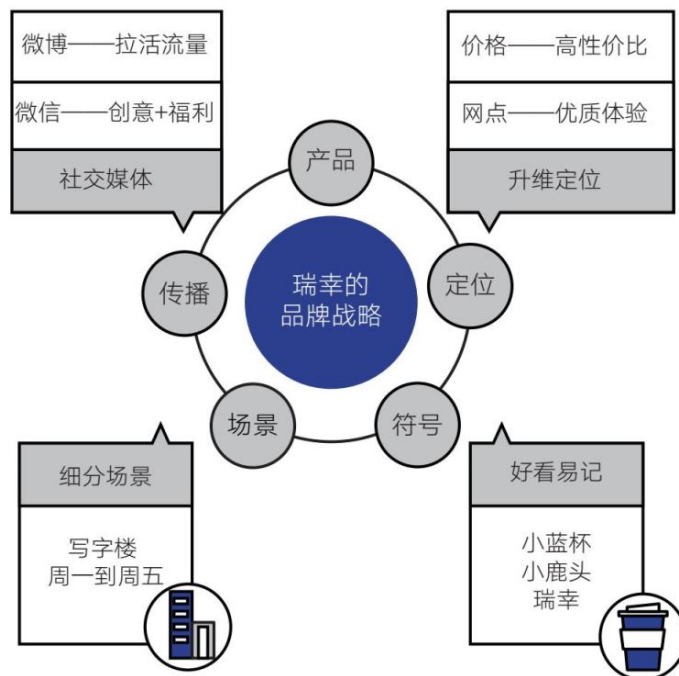 微博——拉活流量
微信——创意+福利
社交媒体
价格——高性价比
网点——优质体验
升维定位
产品
传播
瑞幸的
品牌战略
定位
场景
符号
细分场景
写字楼
周一到周五
好看易记
小蓝杯
小鹿头
瑞幸